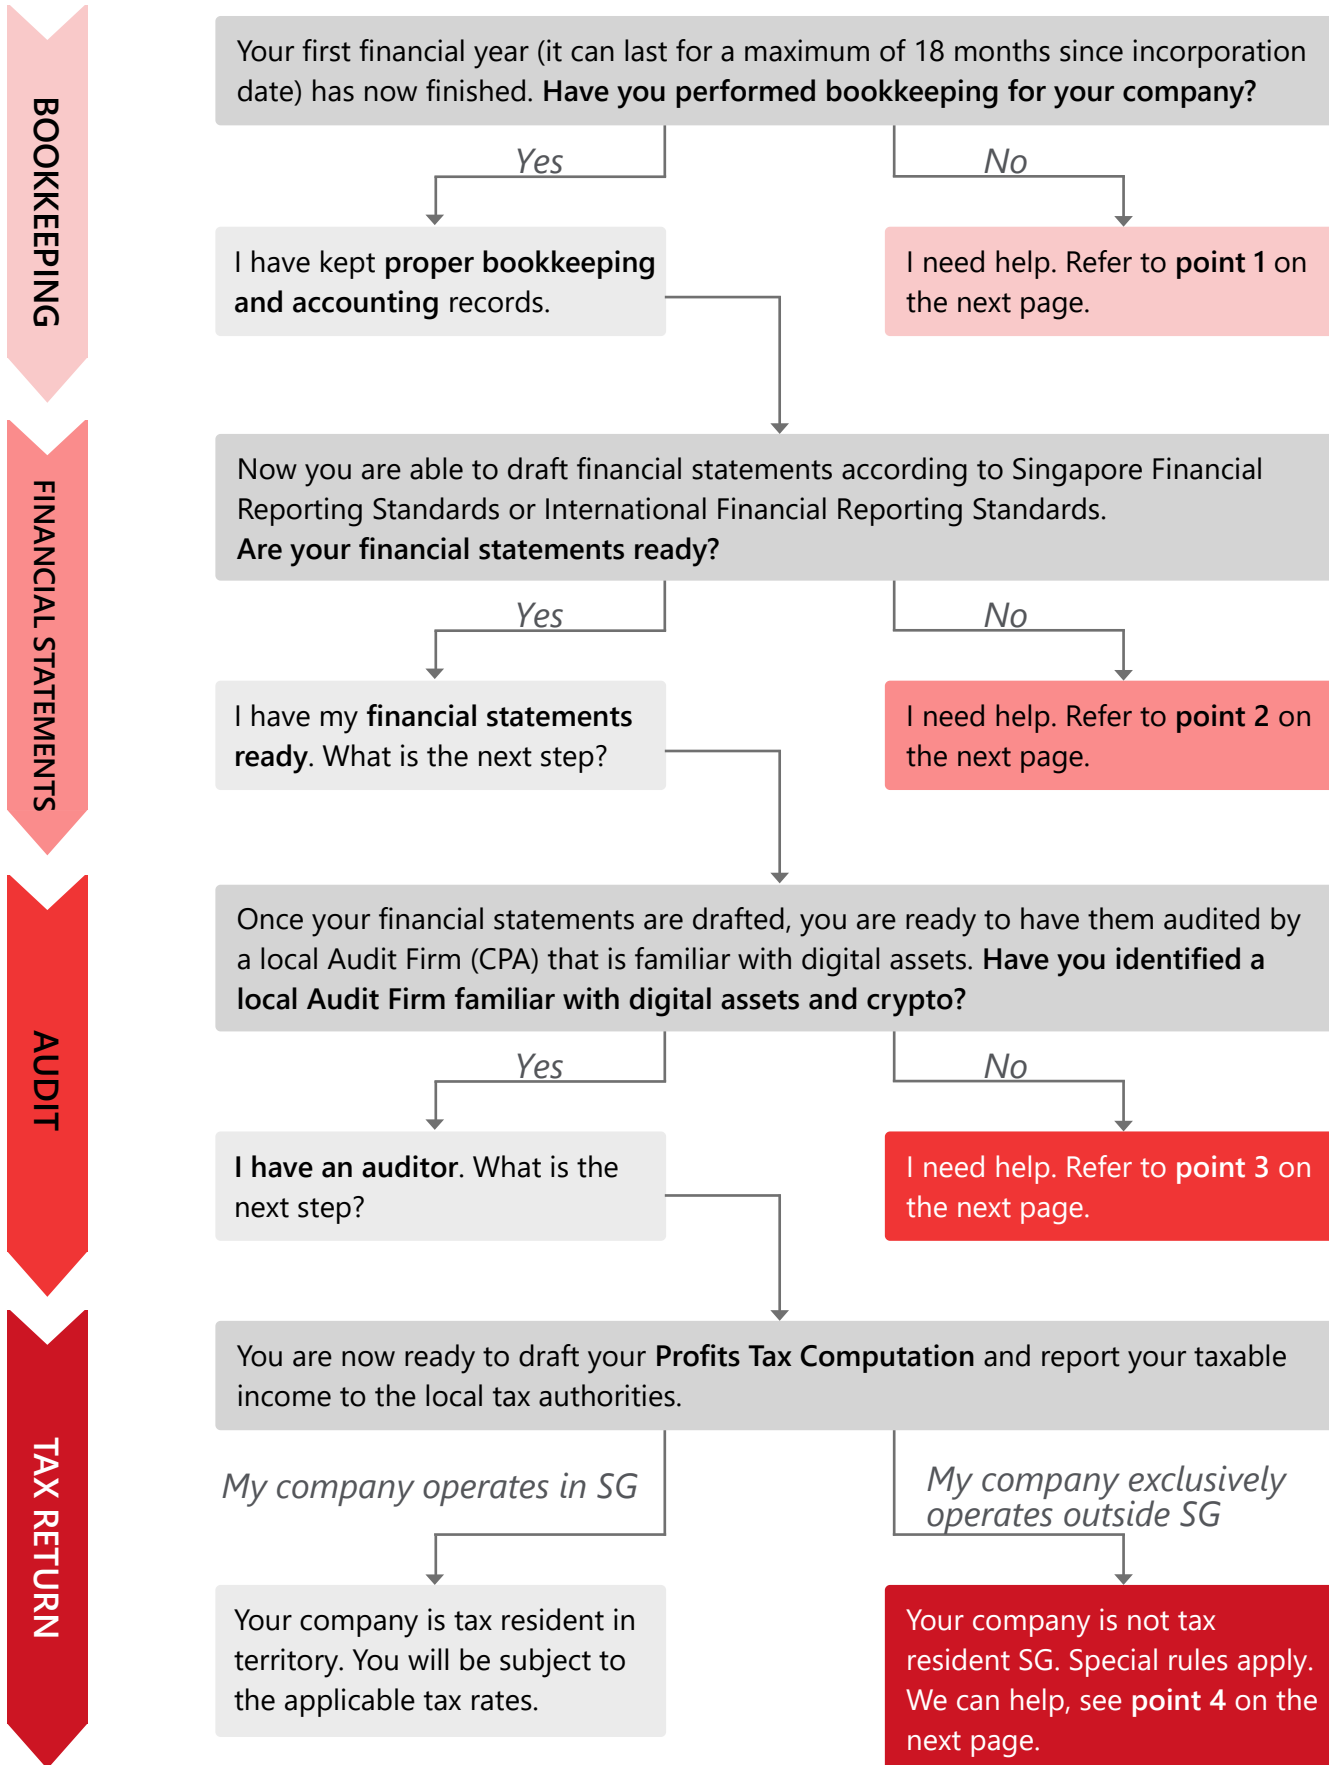 BOOKKEEPING
Your first financial year (it can last for a maximum of 18 months since incorporation
date) has now finished. Have you performed bookkeeping for your company?
Yes
No
I have kept proper bookkeeping
and accounting records.
I need help. Refer to point 1 on
the next page.
FINANCIAL STATEMENTS
Now you are able to draft financial statements according to Singapore Financial
Reporting Standards or International Financial Reporting Standards.
Are your financial statements ready?
Yes
No
I have my financial statements
ready. What is the next step?
I need help. Refer to point 2 on
the next page.
AUDIT
Once your financial statements are drafted, you are ready to have them audited by
a local Audit Firm (CPA) that is familiar with digital assets. Have you identified a
local Audit Firm familiar with digital assets and crypto?
Yes
No
I have an auditor. What is the
next step?
I need help. Refer to point 3 on
the next page.
TAX RETURN
You are now ready to draft your Profits Tax Computation and report your taxable
income to the local tax authorities.
My company operates in SG
My company exclusively
operates outside SG
Your company is tax resident in
territory. You will be subject to
the applicable tax rates.
Your company is not tax
resident SG. Special rules apply.
We can help, see point 4 on the
next page.